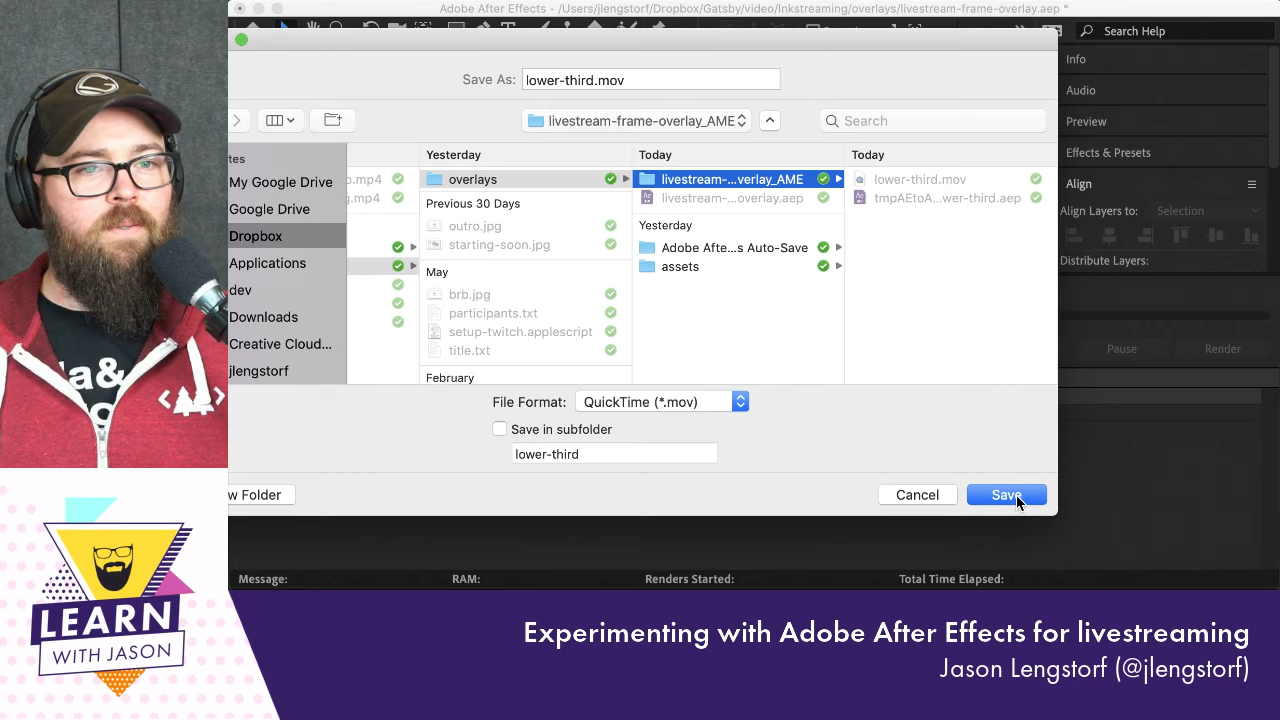 Adobe After Effects - /Users/jlengstorf/Dropbox/Gatsby/video/lnkstreaming/overlays/livestream-frame-overlay.aep *
Search Help
Save As: lower-third.mov
livestream-frame-overlay_AME
Search
tes
My Google Drive
Google Drive
Dropbox
Applications
dev
Downloads
Creative Cloud...
jlengstorf
o.mp4
g.mp4
Yesterday
overlays
Previous 30 Days
outro.jpg
starting-soon.jpg
May
brb.jpg
participants.txt
setup-twitch.applescript
title.txt
February
Today
livestream-...verlay_AME
livestream-...overlay.aep
Yesterday
Adobe Afte...s Auto-Save
assets
Today
lower-third.mov
tmpAEtoA...wer-third.aep
File Format: QuickTime (*.mov)
Save in subfolder
lower-third
w Folder
Cancel
Save
Info
Audio
Preview
Effects & Presets
Align
Align Layers to: Selection
Distribute Layers:
Pause
Render
Message:
RAM:
Renders Started:
Total Time Elapsed:
a&
LEARN
WITH JASON
Experimenting with Adobe After Effects for livestreaming
Jason Lengstorf (@jlengstorf)